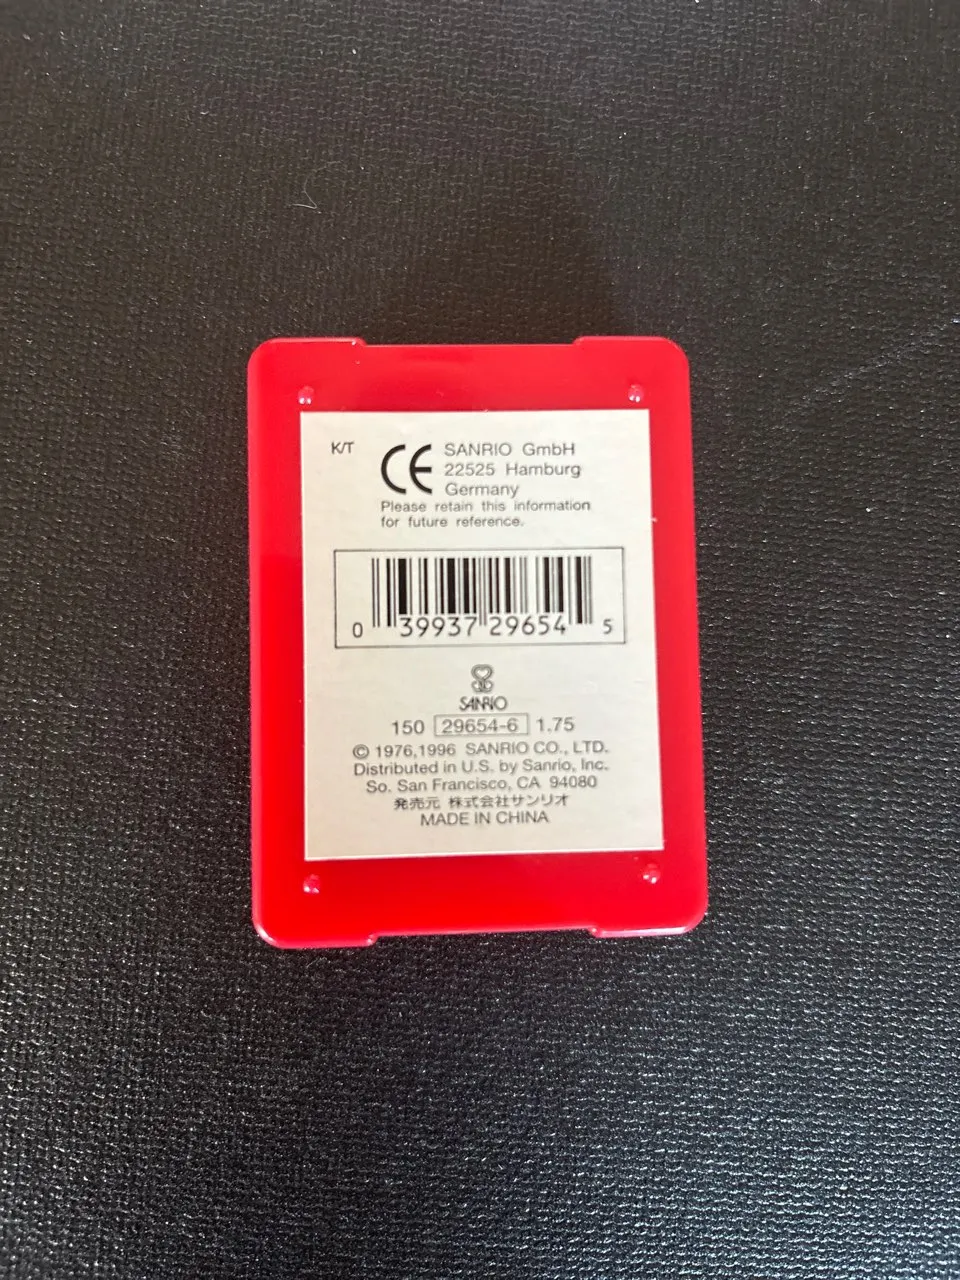 K/T
CE
SANRIO GmbH
22525 Hamburg
Germany
Please retain this information
for future reference.
0 39937 29654 5
SANRIO
150 29654-6 1.75
© 1976,1996 SANRIO CO., LTD.
Distributed in U.S. by Sanrio, Inc.
So. San Francisco, CA 94080
発売元 株式会社サンリオ
MADE IN CHINA